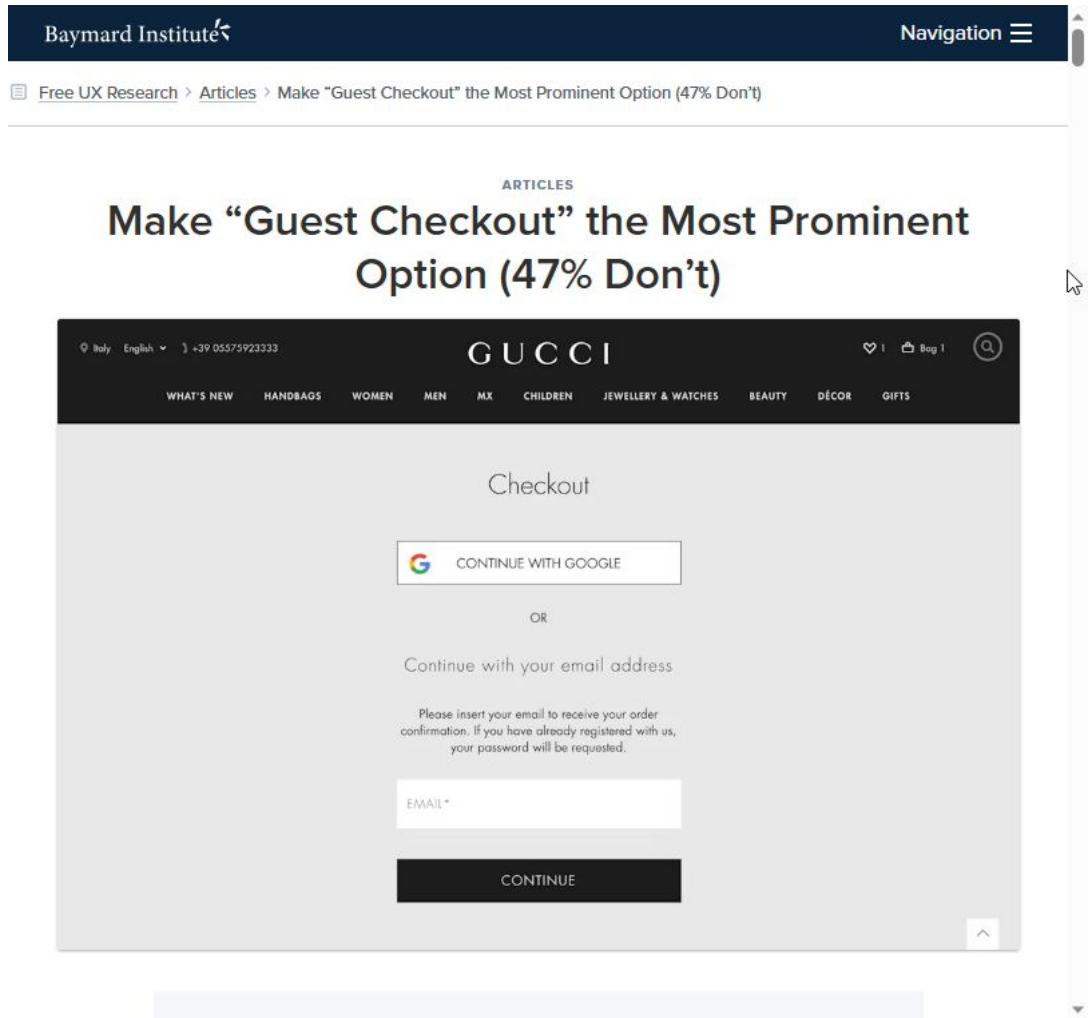 Baymard Institute
Navigation
Free UX Research > Articles > Make “Guest Checkout” the Most Prominent Option (47% Don’t)
ARTICLES
Make “Guest Checkout” the Most Prominent
Option (47% Don’t)
Italy English +39 05575923333
GUCCI
1 Bag 1
WHAT'S NEW HANDBAGS WOMEN MEN MX CHILDREN JEWELLERY & WATCHES BEAUTY DÉCOR GIFTS
Checkout
CONTINUE WITH GOOGLE
OR
Continue with your email address
Please insert your email to receive your order
confirmation. If you have already registered with us,
your password will be requested.
EMAIL*
CONTINUE